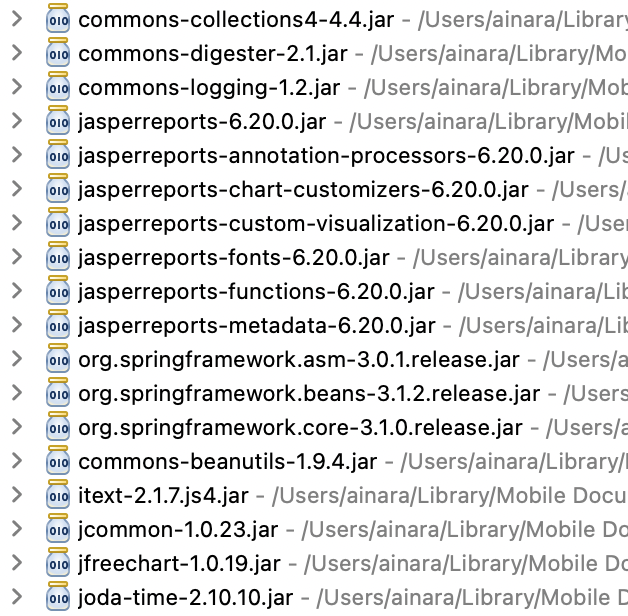 commons-collections4-4.4.jar - /Users/ainara/Library/
commons-digester-2.1.jar - /Users/ainara/Library/Mo
commons-logging-1.2.jar - /Users/ainara/Library/Mob
jasperreports-6.20.0.jar - /Users/ainara/Library/Mobil
jasperreports-annotation-processors-6.20.0.jar - /Us
jasperreports-chart-customizers-6.20.0.jar - /Users/
jasperreports-custom-visualization-6.20.0.jar - /User
jasperreports-fonts-6.20.0.jar - /Users/ainara/Library
jasperreports-functions-6.20.0.jar - /Users/ainara/Lib
jasperreports-metadata-6.20.0.jar - /Users/ainara/Lib
org.springframework.asm-3.0.1.release.jar - /Users/a
org.springframework.beans-3.1.2.release.jar - /Users
org.springframework.core-3.1.0.release.jar - /Users/a
commons-beanutils-1.9.4.jar - /Users/ainara/Library/
itext-2.1.7.js4.jar - /Users/ainara/Library/Mobile Docu
jcommon-1.0.23.jar - /Users/ainara/Library/Mobile Do
jfreechart-1.0.19.jar - /Users/ainara/Library/Mobile Do
joda-time-2.10.10.jar - /Users/ainara/Library/Mobile D